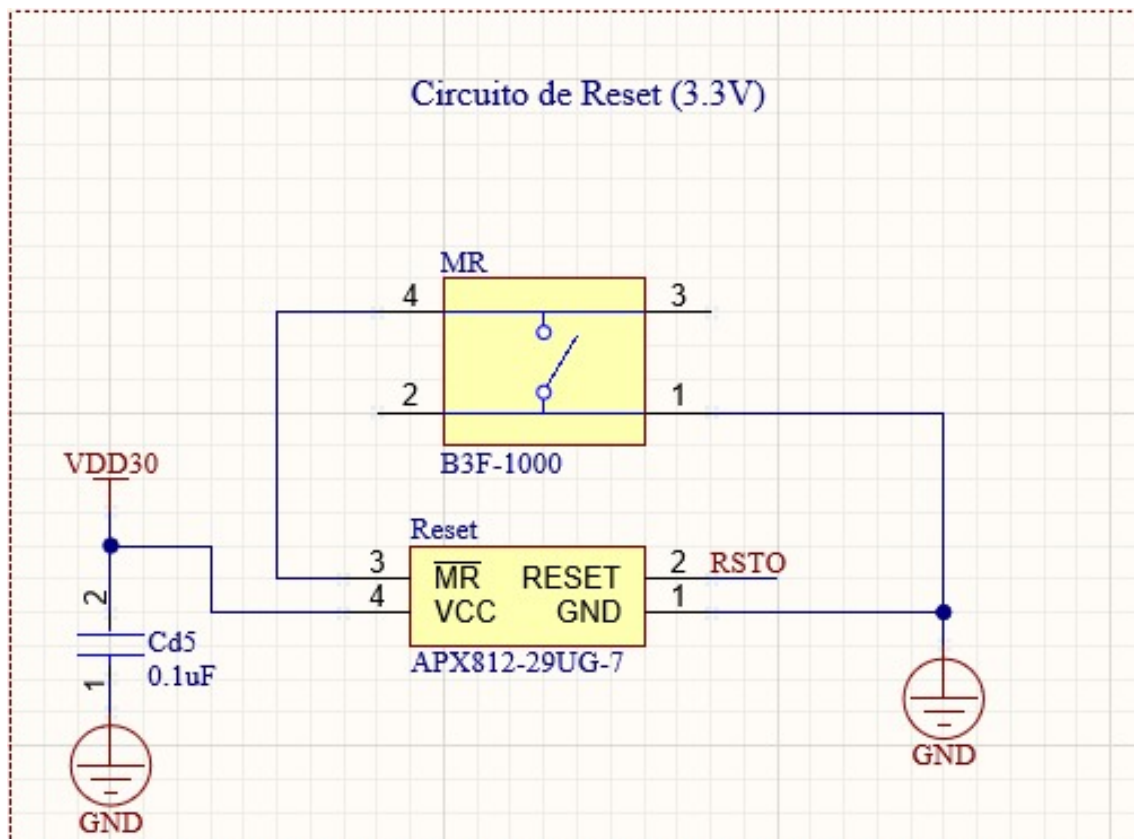 Circuito de Reset (3.3V)
MR
4 3
2 1
B3F-1000
VDD30
Reset
3 MR RESET 2 RSTO
4 VCC GND 1
APX812-29UG-7
2
Cd5
0.1uF
1
GND
GND